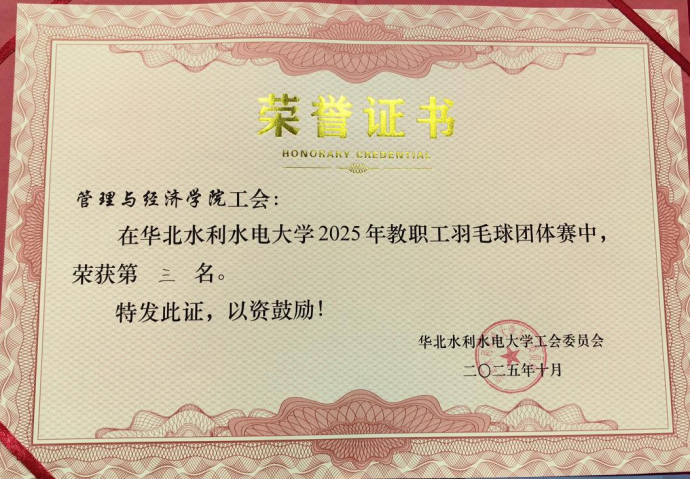 荣誉证书
HONORARY CREDENTIAL
管理与经济学院工会：
在华北水利水电大学2025年教职工羽毛球团体赛中，
荣获第 三 名。
特发此证，以资鼓励！
华北水利水电大学工会委员会
二〇二五年十月